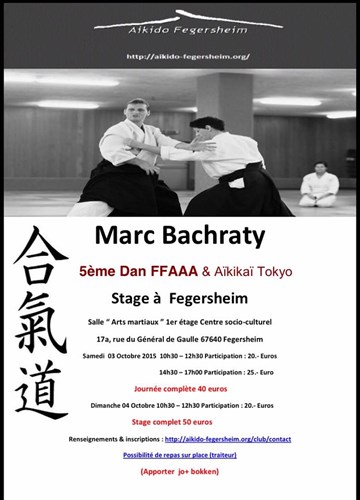 Aïkido Fegersheim
http://aikido-fegersheim.org/
合氣道
Marc Bachraty
5ème Dan FFAAA & Aïkikaï Tokyo
Stage à Fegersheim
Salle “ Arts martiaux ” 1er étage Centre socio-culturel
17a, rue du Général de Gaulle 67640 Fegersheim
Samedi 03 Octobre 2015 10h30 – 12h30 Participation : 20.- Euros
14h30 – 17h00 Participation : 25.- Euro
Journée complète 40 euros
Dimanche 04 Octobre 10h30 – 12h30 Participation : 20.- Euros
Stage complet 50 euros
Renseignements & inscriptions : http://aikido-fegersheim.org/club/contact
Possibilité de repas sur place (traiteur)
(Apporter jo+ bokken)